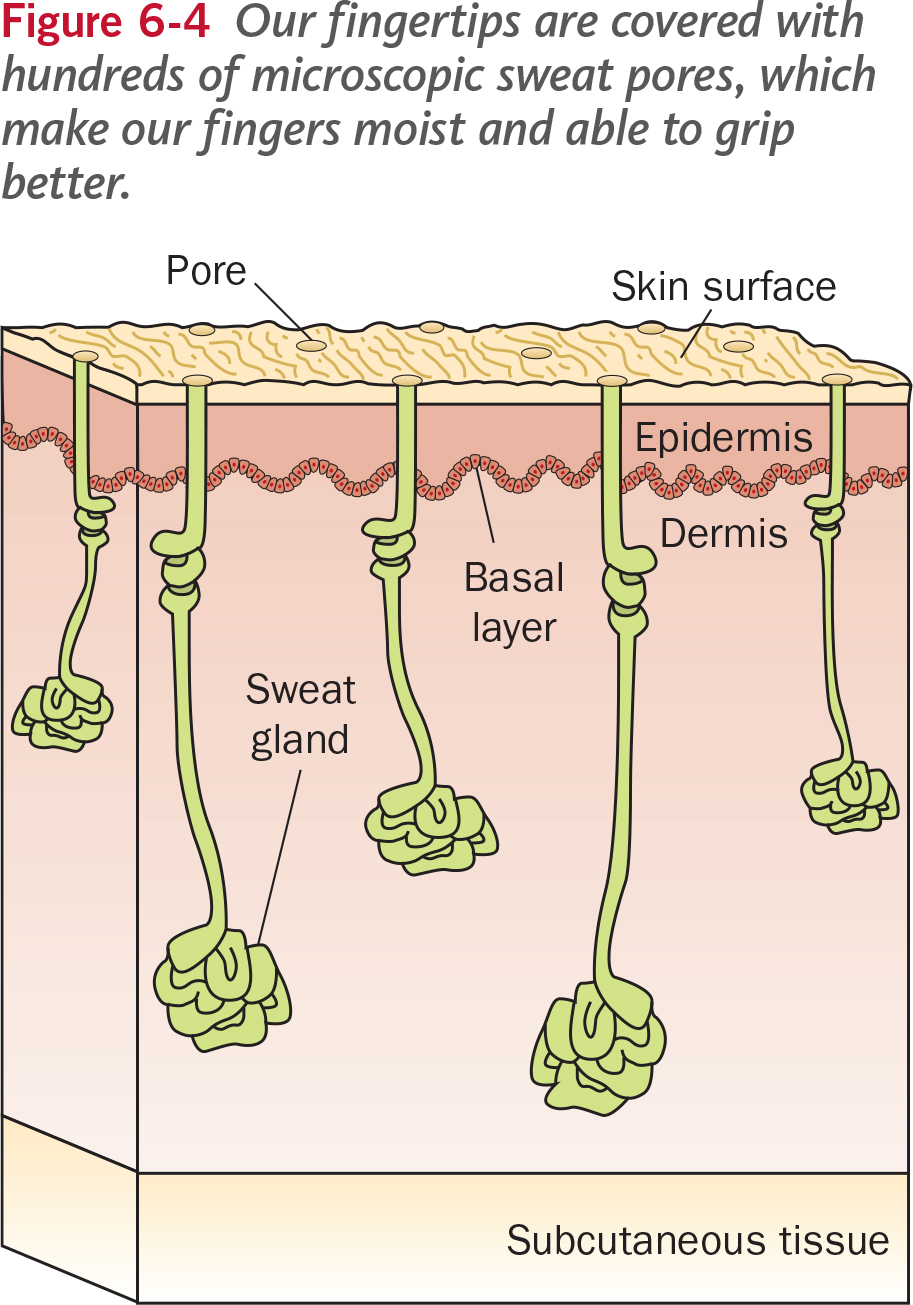 Figure 6-4 Our fingertips are covered with
hundreds of microscopic sweat pores, which
make our fingers moist and able to grip
better.
Pore
Skin surface
Epidermis
Dermis
Basal
layer
Sweat
gland
Subcutaneous tissue